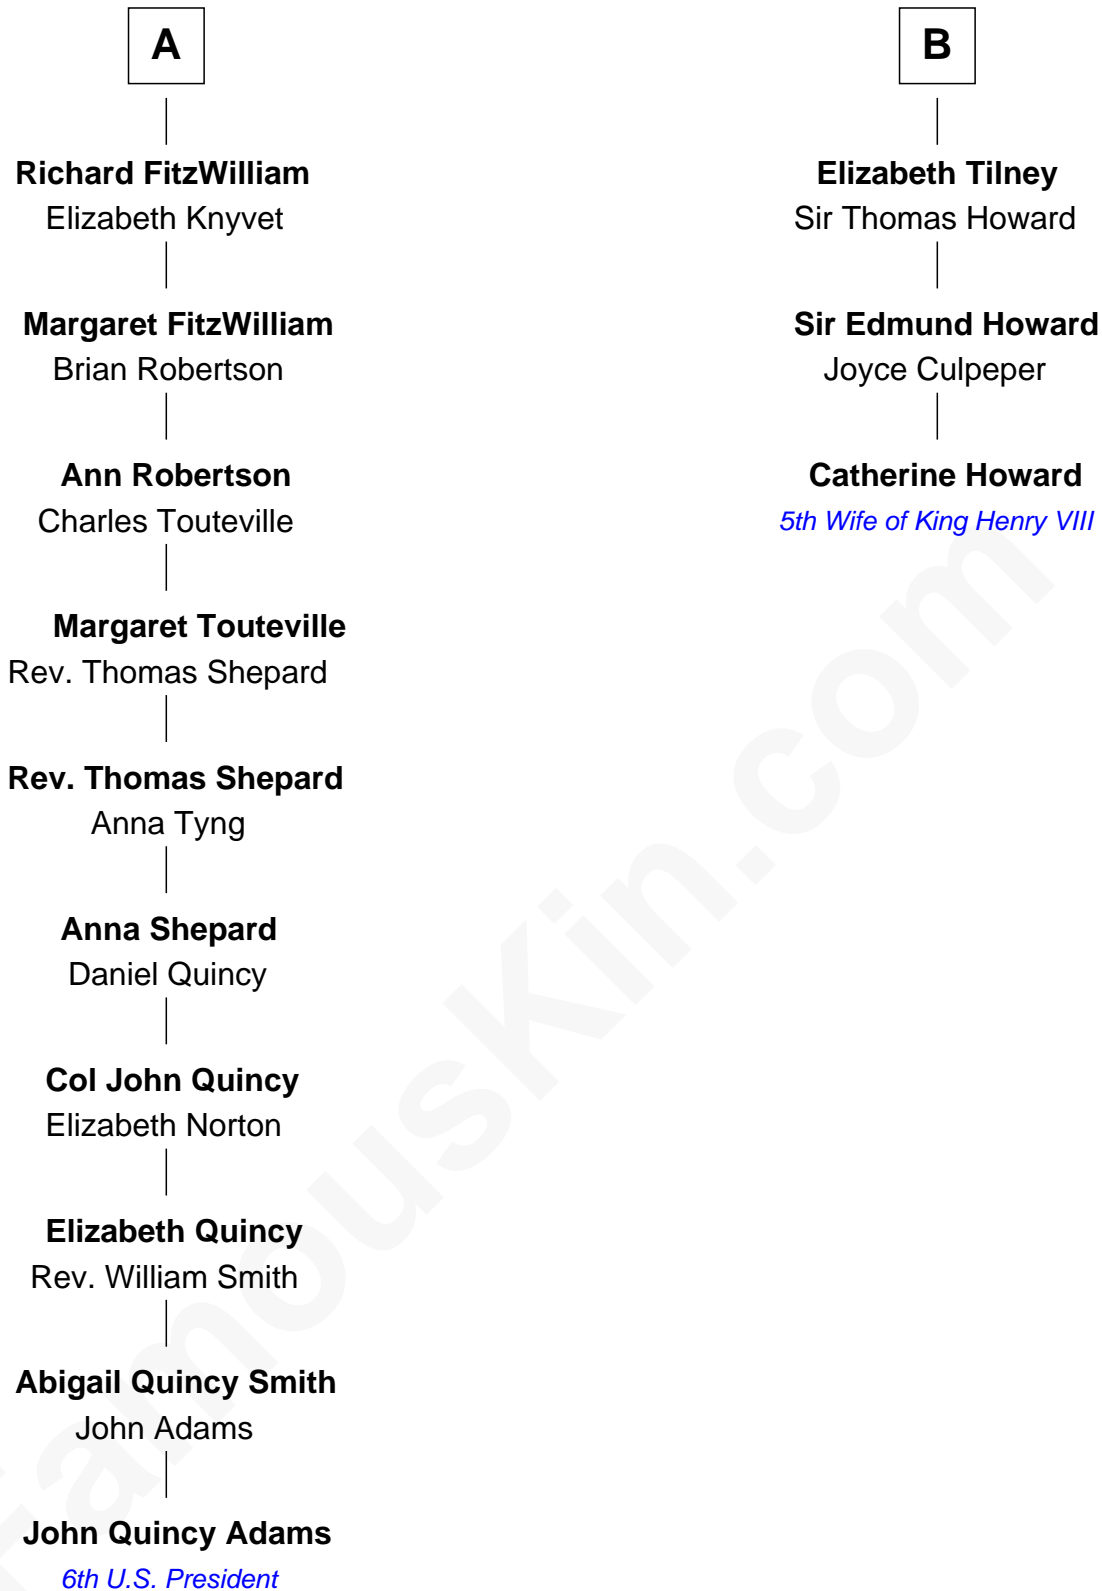 A
Richard FitzWilliam
Elizabeth Knyvet
Margaret FitzWilliam
Brian Robertson
Ann Robertson
Charles Touteville
Margaret Touteville
Rev. Thomas Shepard
Rev. Thomas Shepard
Anna Tyng
Anna Shepard
Daniel Quincy
Col John Quincy
Elizabeth Norton
Elizabeth Quincy
Rev. William Smith
Abigail Quincy Smith
John Adams
John Quincy Adams
6th U.S. President
B
Elizabeth Tilney
Sir Thomas Howard
Sir Edmund Howard
Joyce Culpeper
Catherine Howard
5th Wife of King Henry VIII
FamousKin.com